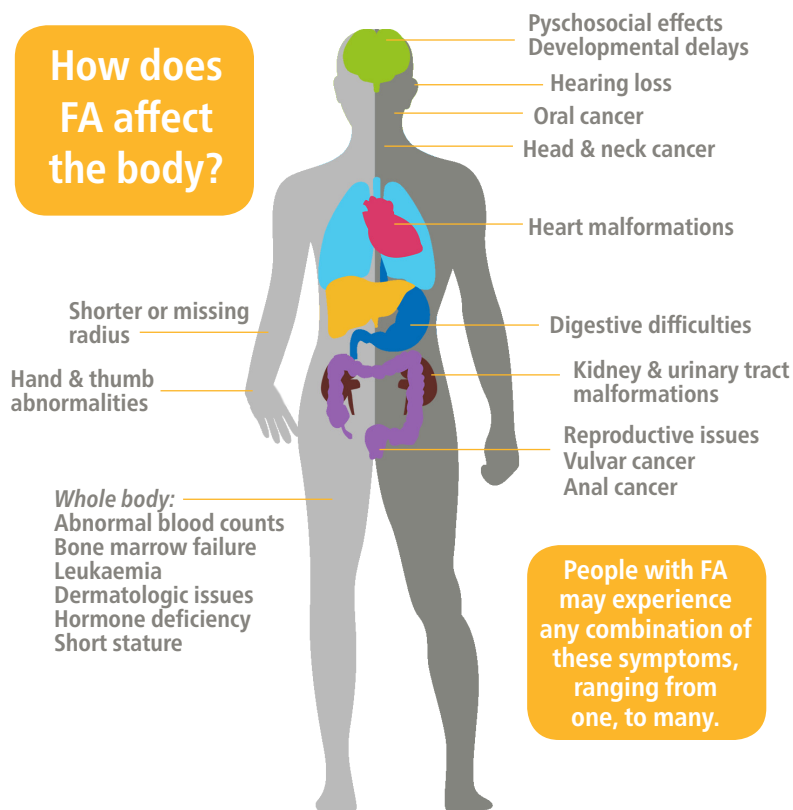 How does
FA affect
the body?
Pyschosocial effects
Developmental delays
Hearing loss
Oral cancer
Head & neck cancer
Heart malformations
Shorter or missing
radius
Digestive difficulties
Hand & thumb
abnormalities
Kidney & urinary tract
malformations
Reproductive issues
Vulvar cancer
Anal cancer
Whole body:
Abnormal blood counts
Bone marrow failure
Leukaemia
Dermatologic issues
Hormone deficiency
Short stature
People with FA
may experience
any combination of
these symptoms,
ranging from
one, to many.